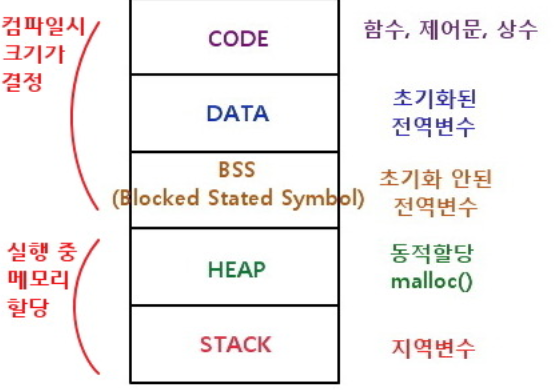 컴파일시
크기가
결정
CODE
함수, 제어문, 상수
DATA
초기화된
전역변수
BSS
(Blocked Stated Symbol)
초기화 안된
전역변수
실행 중
메모리
할당
HEAP
동적할당
malloc()
STACK
지역변수